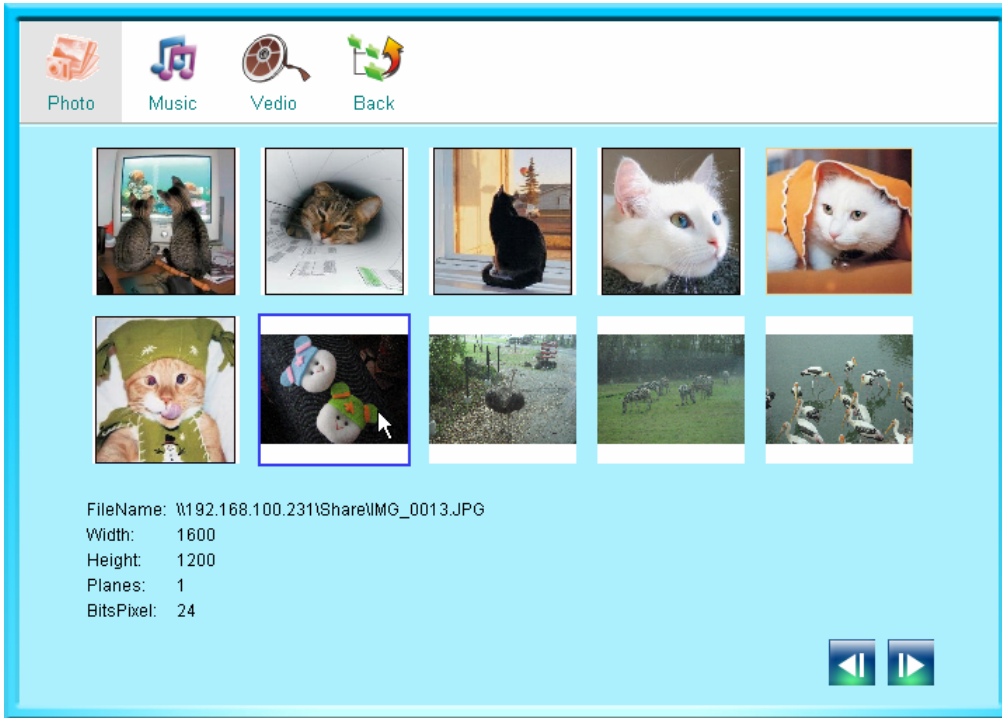 Photo Music Vedio Back
FileName: \\192.168.100.231\Share\IMG_0013.JPG
Width: 1600
Height: 1200
Planes: 1
BitsPixel: 24